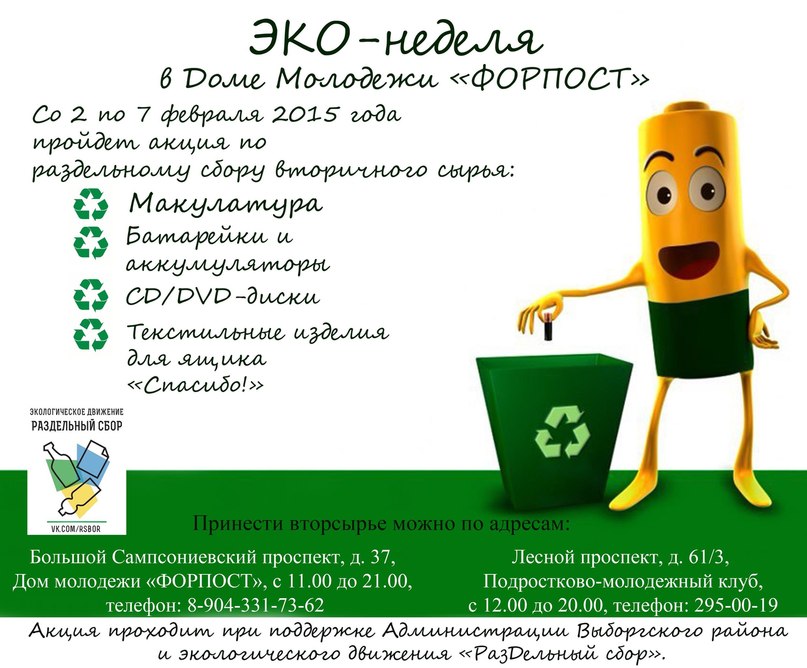 ЭКО-неделя
в Доме Молодежи «ФОРПОСТ»
Со 2 по 7 февраля 2015 года
пройдет акция по
раздельному сбору вторичного сырья:
Макулатура
Батарейки и
аккумуляторы
CD/DVD-диски
Текстильные изделия
для ящика
«Спасибо!»
ЭКОЛОГИЧЕСКОЕ ДВИЖЕНИЕ
РАЗДЕЛЬНЫЙ СБОР
VK.COM/RSBOR
Принести вторсырье можно по адресам:
Большой Сампсониевский проспект, д. 37,
Дом молодежи «ФОРПОСТ», с 11.00 до 21.00,
телефон: 8-904-331-73-62
Лесной проспект, д. 61/3,
Подростково-молодежный клуб,
с 12.00 до 20.00, телефон: 295-00-19
Акция проходит при поддержке Администрации Выборгского района
и экологического движения «РазДельный сбор».